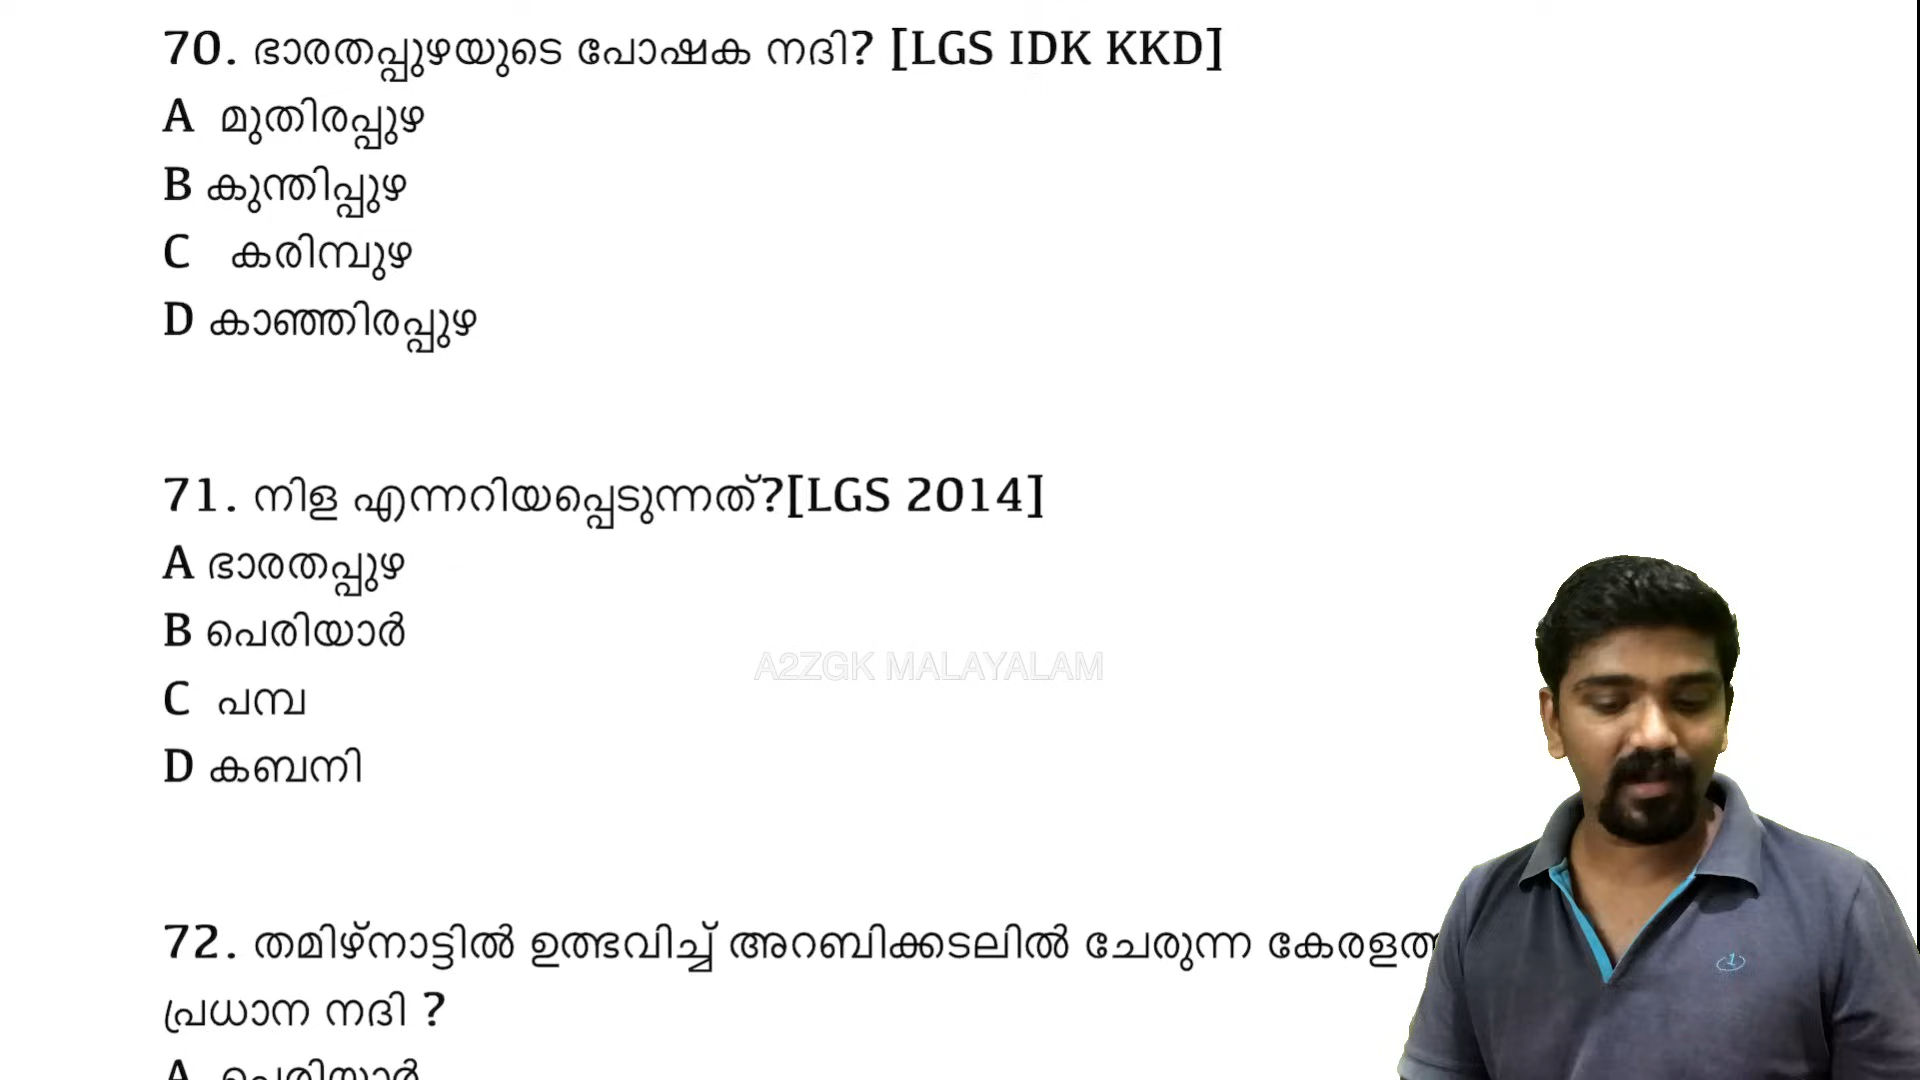 70. ഭാരതപ്പുഴയുടെ പോഷക നദി? [LGS IDK KKD]
A മുതിരപ്പുഴ
B കുന്തിപ്പുഴ
C കരിമ്പുഴ
D കാഞ്ഞിരപ്പുഴ
71. നിള എന്നറിയപ്പെടുന്നത്?[LGS 2014]
A ഭാരതപ്പുഴ
B പെരിയാർ
A2ZGK MALAYALAM
C പമ്പ
D കബനി
72. തമിഴ്നാട്ടിൽ ഉത്ഭവിച്ച് അറബിക്കടലിൽ ചേരുന്ന
പ്രധാന നദി ?
A പെരിയാർ